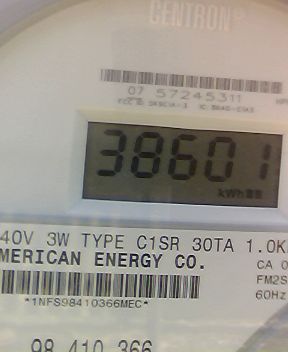 CENTRON®
07 57245311
38601
kWh
40V 3W TYPE C1SR 30TA 1.0K
MERICAN ENERGY CO.
CA 0
FM2S
*1NFS98410366MEC*
60Hz
98 410 366